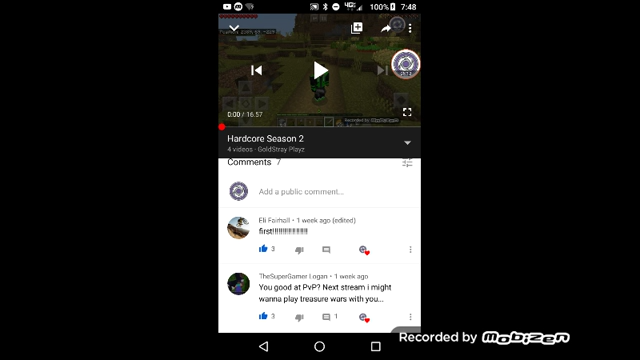 100% 7:48
0:00 / 16:57
Hardcore Season 2
4 videos · GoldStray Playz
Comments 7
Add a public comment...
Eli Fairhall • 1 week ago (edited)
3
TheSuperGamer Logan • 1 week ago
You good at PvP? Next stream i might
wanna play treasure wars with you...
3 1
Recorded by Mobizen